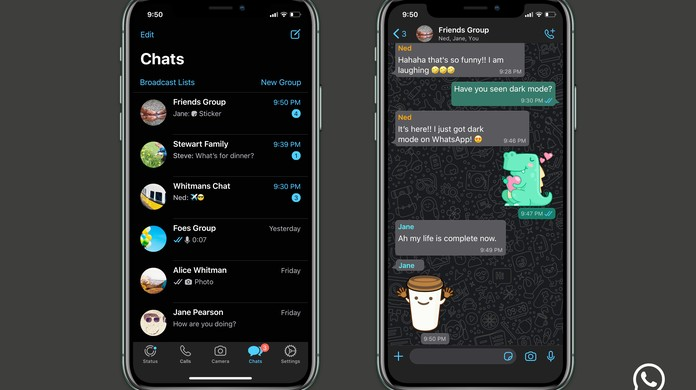 9:50
Edit
Chats
Broadcast Lists New Group
Friends Group 9:50 PM
Jane: Sticker 4
Stewart Family 9:39 PM
Steve: What's for dinner? 1
Whitmans Chat 9:30 PM
Ned: ✈️😎 3
Foes Group Yesterday
0:07
Alice Whitman Friday
Photo
Jane Pearson Friday
How are you doing?
3
Status Calls Camera Chats Settings
9:50
3 Friends Group
Ned, Jane, You
Ned
Hahaha that's so funny!! I am
laughing 🤣🤣🤣
9:28 PM
Have you seen dark mode?
9:30 PM
Ned
It's here!! I just got dark
mode on WhatsApp! 🥺
9:46 PM
9:47 PM
Jane
Ah my life is complete now.
9:49 PM
Jane
9:50 PM